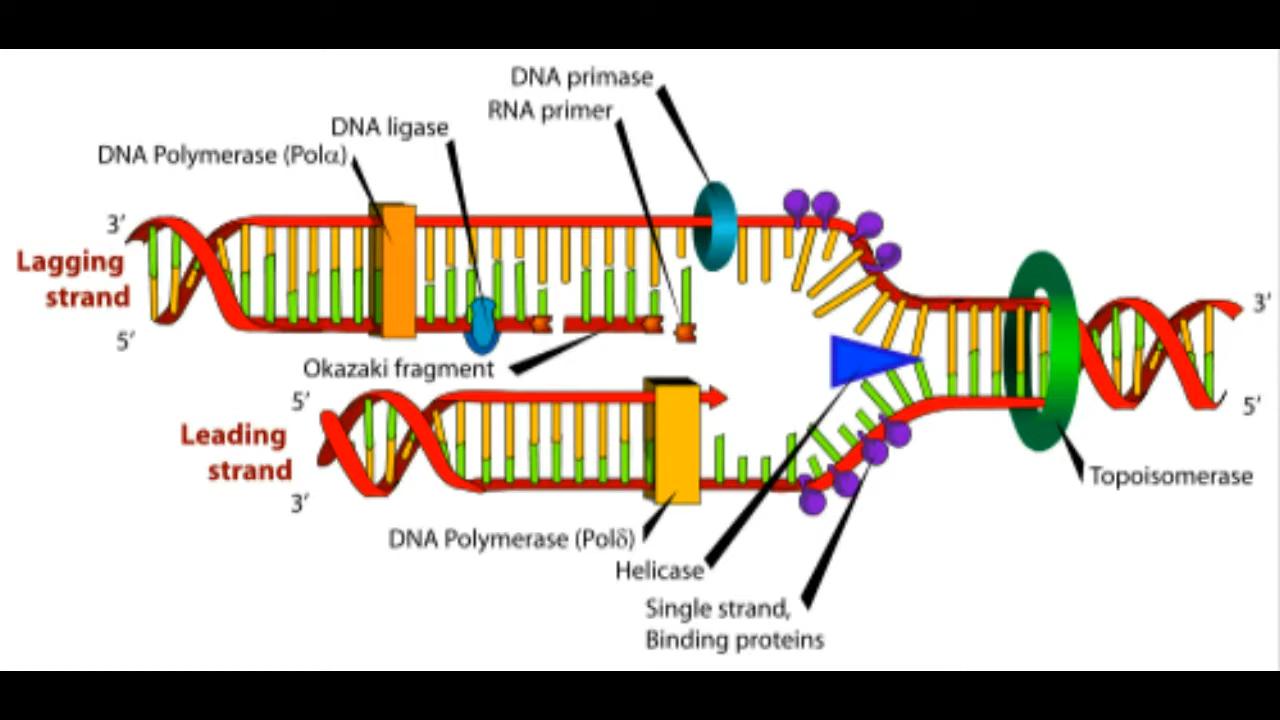 DNA primase
RNA primer
DNA ligase
DNA Polymerase (Polα)
3’
Lagging
strand
5’
Okazaki fragment
5’
Leading
strand
3’
DNA Polymerase (Polδ)
Helicase
Single strand,
Binding proteins
Topoisomerase
3’
5’